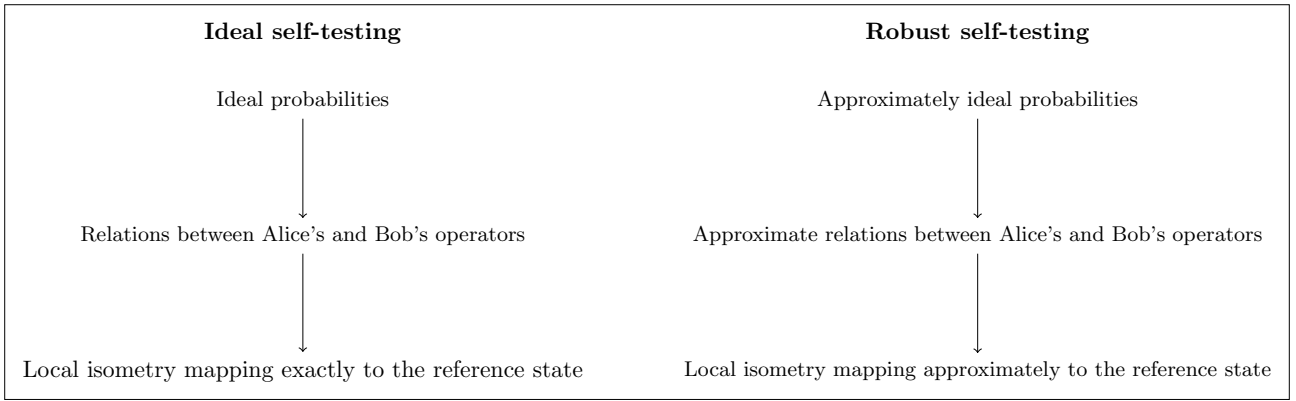 Ideal self-testing
Ideal probabilities
Relations between Alice's and Bob's operators
Local isometry mapping exactly to the reference state
Robust self-testing
Approximately ideal probabilities
Approximate relations between Alice's and Bob's operators
Local isometry mapping approximately to the reference state